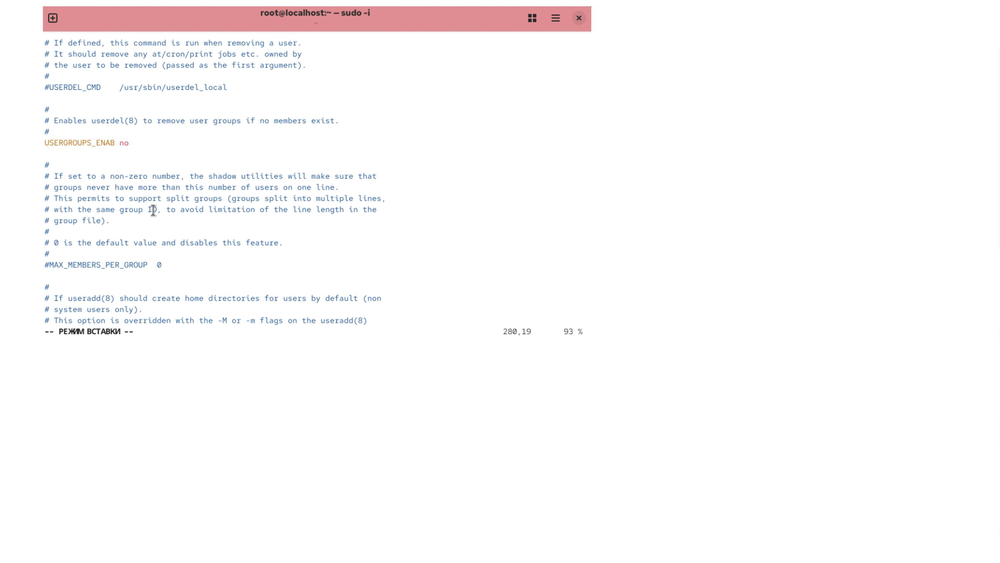 root@localhost:~ — sudo -i
~
# If defined, this command is run when removing a user.
# It should remove any at/cron/print jobs etc. owned by
# the user to be removed (passed as the first argument).
#
#USERDEL_CMD    /usr/sbin/userdel_local

#
# Enables userdel(8) to remove user groups if no members exist.
#
USERGROUPS_ENAB no

#
# If set to a non-zero number, the shadow utilities will make sure that
# groups never have more than this number of users on one line.
# This permits to support split groups (groups split into multiple lines,
# with the same group ID, to avoid limitation of the line length in the
# group file).
#
# 0 is the default value and disables this feature.
#
#MAX_MEMBERS_PER_GROUP  0

#
# If useradd(8) should create home directories for users by default (non
# system users only).
# This option is overridden with the -M or -m flags on the useradd(8)
-- РЕЖИМ ВСТАВКИ -- 280,19 93 %